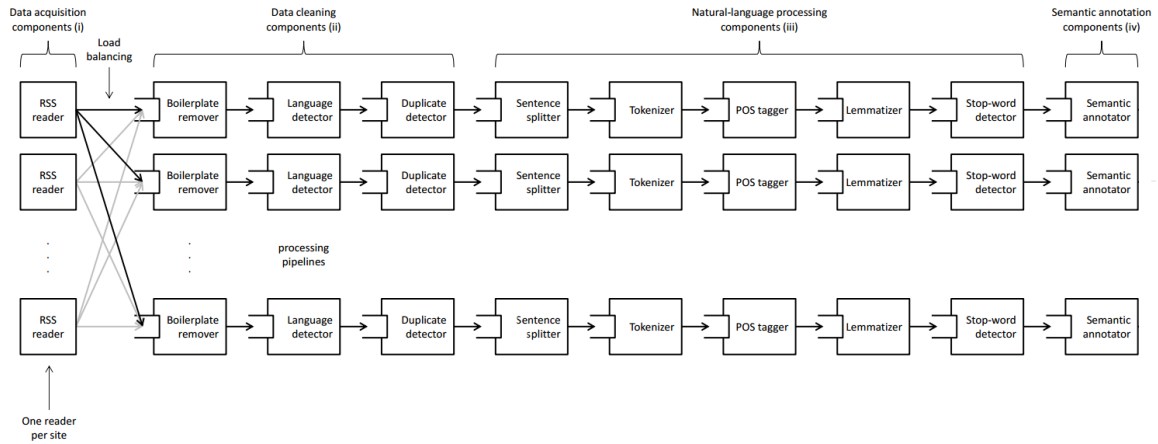 Data acquisition
components (i)
Data cleaning
components (ii)
Natural-language processing
components (iii)
Semantic annotation
components (iv)
Load
balancing
RSS
reader
Boilerplate
remover
Language
detector
Duplicate
detector
Sentence
splitter
Tokenizer
POS tagger
Lemmatizer
Stop-word
detector
Semantic
annotator
RSS
reader
Boilerplate
remover
Language
detector
Duplicate
detector
Sentence
splitter
Tokenizer
POS tagger
Lemmatizer
Stop-word
detector
Semantic
annotator
processing
pipelines
RSS
reader
Boilerplate
remover
Language
detector
Duplicate
detector
Sentence
splitter
Tokenizer
POS tagger
Lemmatizer
Stop-word
detector
Semantic
annotator
One reader
per site